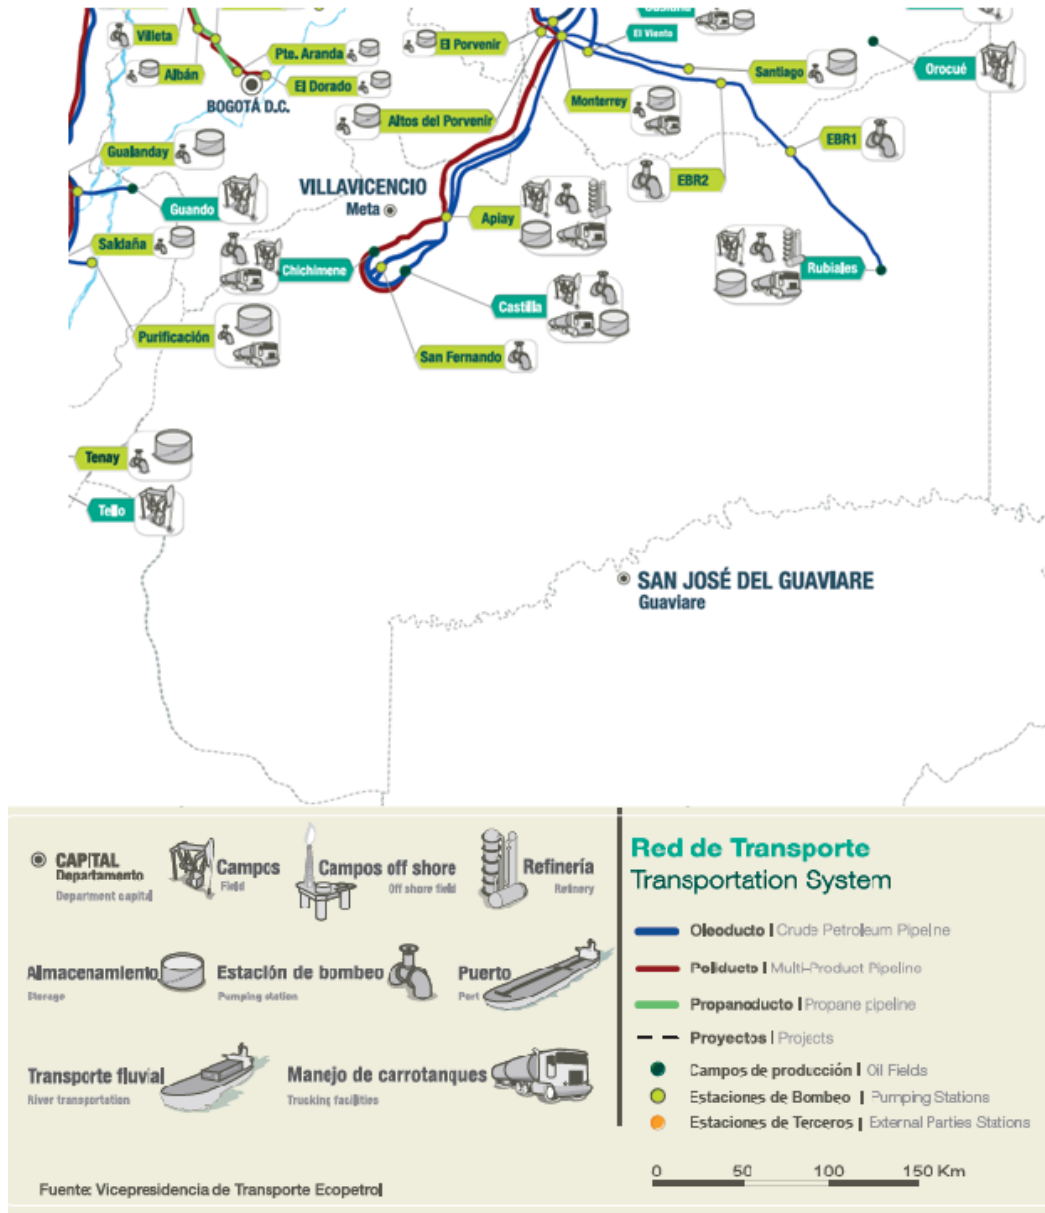 Villeta
Albán
Pte. Aranda
El Dorado
BOGOTÁ D.C.
El Porvenir
El Viento
Santiago
Orocué
Monterrey
Altos del Porvenir
EBR1
EBR2
Gualanday
Guando
VILLAVICENCIO
Meta
Apiay
Saldaña
Chichimene
Castilla
Rubiales
Purificación
San Fernando
Tenay
Tello
SAN JOSÉ DEL GUAVIARE
Guaviare
CAPITAL
Departamento
Department capital
Campos
Field
Campos off shore
Off shore field
Refinería
Refinery
Almacenamiento
Storage
Estación de bombeo
Pumping station
Puerto
Port
Transporte fluvial
River transportation
Manejo de carrotanques
Trucking facilities
Fuente: Vicepresidencia de Transporte Ecopetrol
Red de Transporte
Transportation System
Oleoducto | Crude Petroleum Pipeline
Poliducto | Multi-Product Pipeline
Propanoducto | Propane pipeline
Proyectos | Projects
Campos de producción | Oil Fields
Estaciones de Bombeo | Pumping Stations
Estaciones de Terceros | External Parties Stations
0 50 100 150 Km